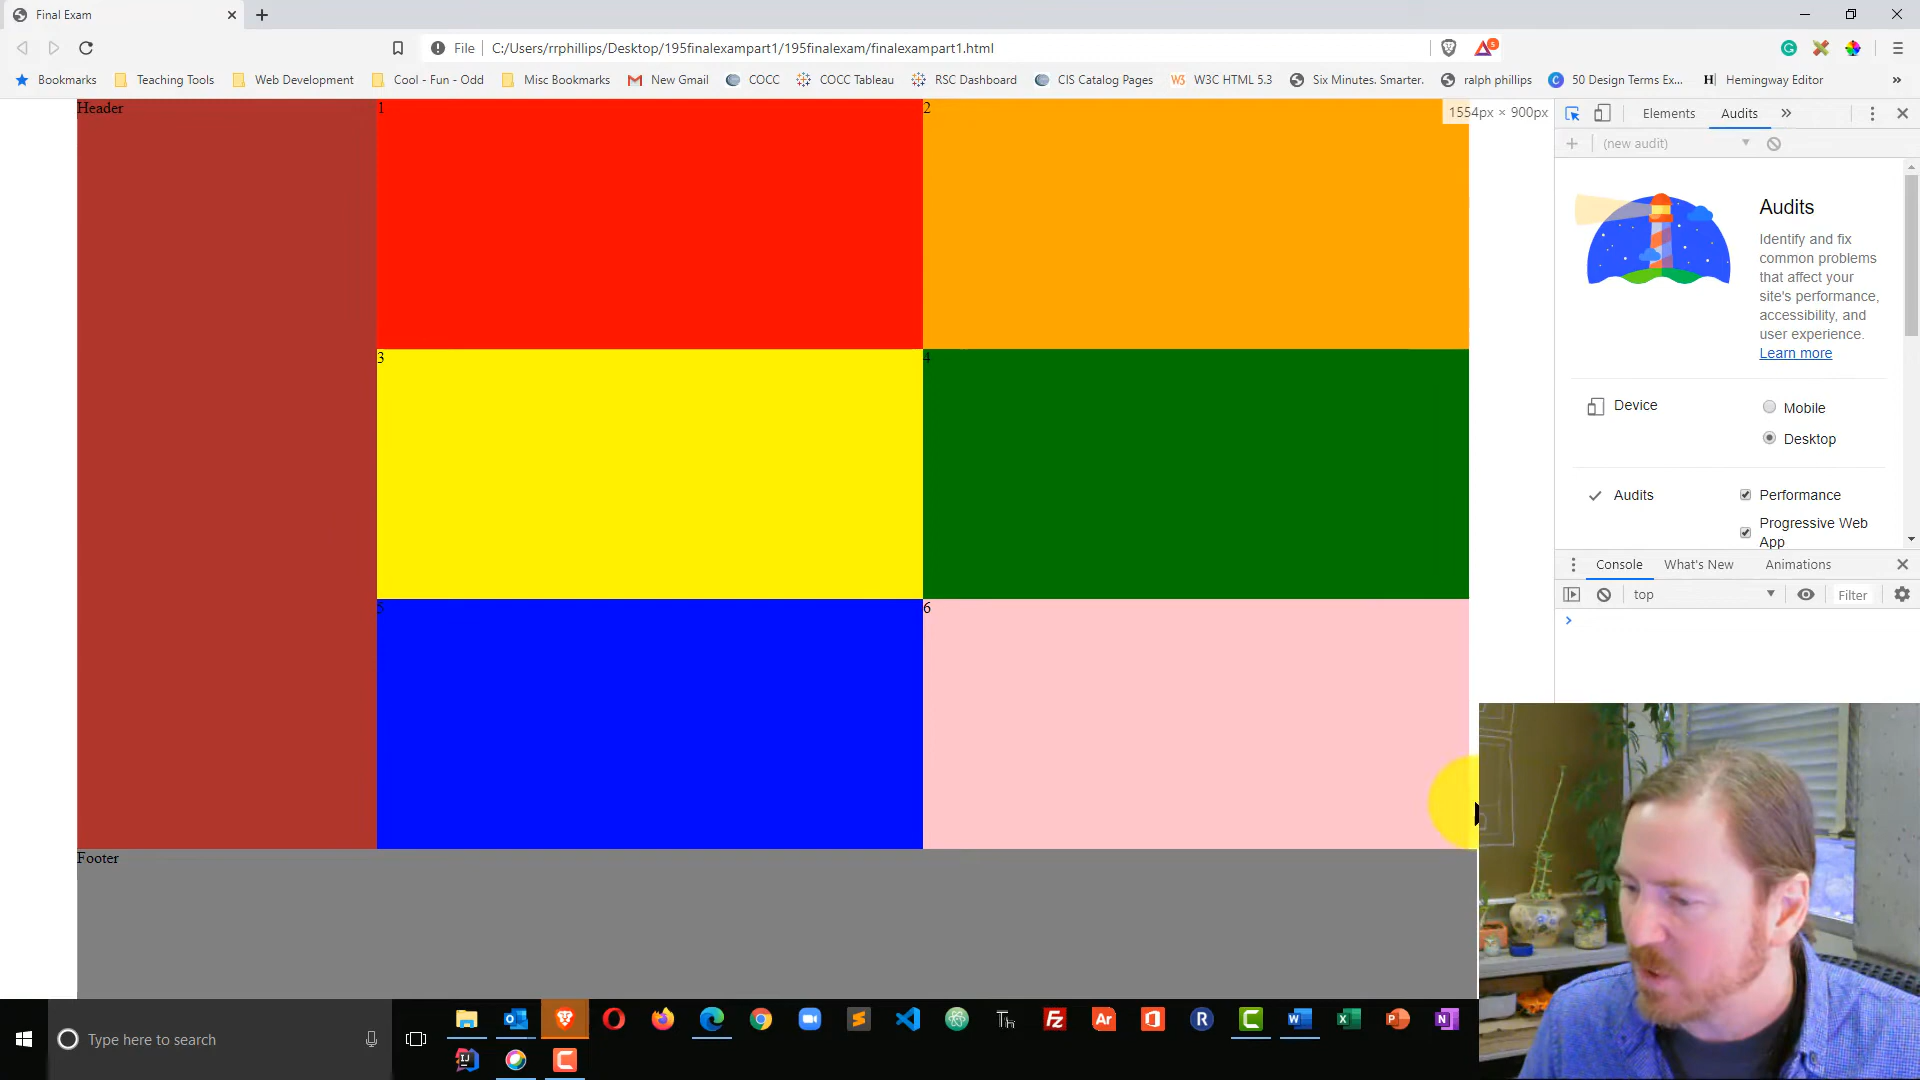 Final Exam
File
C:/Users/rrphillips/Desktop/195finalexampart1/195finalexam/finalexampart1.html
5
Bookmarks
Teaching Tools
Web Development
Cool - Fun - Odd
Misc Bookmarks
New Gmail
COCC
COCC Tableau
RSC Dashboard
CIS Catalog Pages
W3C HTML 5.3
Six Minutes. Smarter.
ralph phillips
50 Design Terms Ex...
Hemingway Editor
Header
1
2
3
4
5
6
Footer
1554px × 900px
Elements
Audits
(new audit)
Audits
Identify and fix
common problems
that affect your
site's performance,
accessibility, and
user experience.
Learn more
Device
Mobile
Desktop
Audits
Performance
Progressive Web
App
Console
What's New
Animations
top
Filter
Type here to search